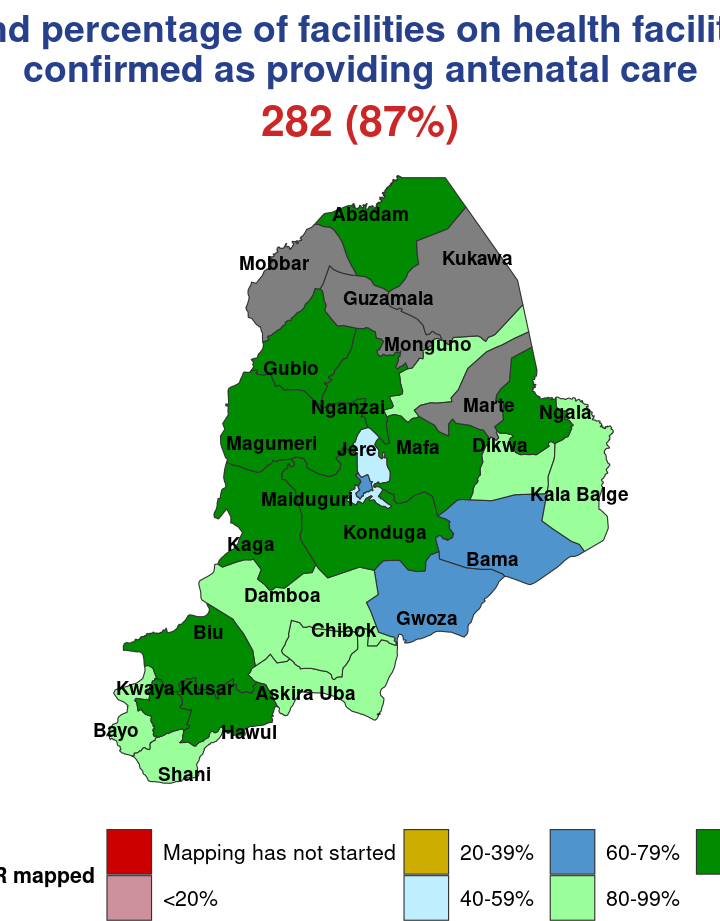 nd percentage of facilities on health facilit
confirmed as providing antenatal care
282 (87%)
Abadam
Kukawa
Mobbar
Guzamala
Monguno
Gubio
Nganzai
Marte
Ngala
Magumeri
Jere
Mafa
Dikwa
Maiduguri
Kala Balge
Konduga
Kaga
Bama
Damboa
Gwoza
Biu
Chibok
Kwaya Kusar
Askira Uba
Bayo
Hawul
Shani
R mapped
Mapping has not started
20-39%
60-79%
<20%
40-59%
80-99%